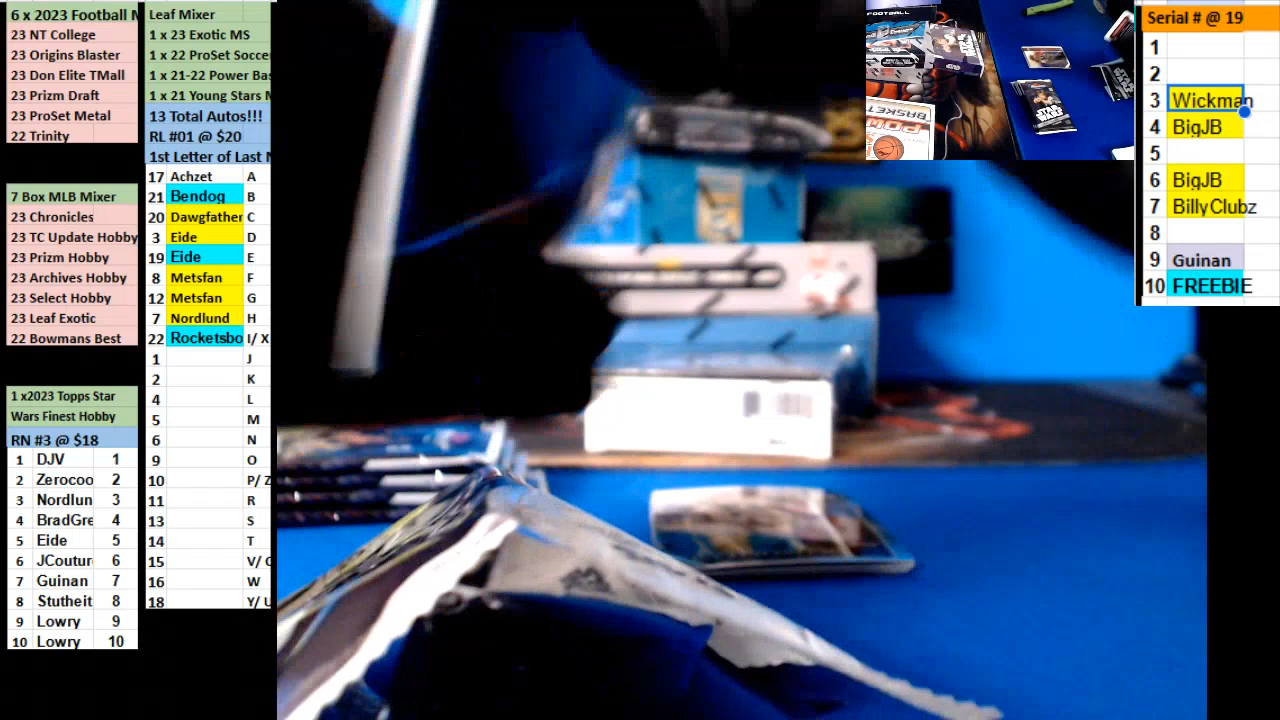 6 x 2023 Football
23 NT College
23 Origins Blaster
23 Don Elite TMall
23 Prizm Draft
23 ProSet Metal
22 Trinity
7 Box MLB Mixer
23 Chronicles
23 TC Update Hobby
23 Prizm Hobby
23 Archives Hobby
23 Select Hobby
23 Leaf Exotic
22 Bowmans Best
1 x2023 Topps Star
Wars Finest Hobby
RN #3 @ $18
1 DJV 1
2 Zerocoo 2
3 Nordlun 3
4 BradGre 4
5 Eide 5
6 JCoutur 6
7 Guinan 7
8 Stutheit 8
9 Lowry 9
10 Lowry 10
Leaf Mixer
1 x 23 Exotic MS
1 x 22 ProSet Socce
1 x 21-22 Power Bas
1 x 21 Young Stars
13 Total Autos!!!
RL #01 @ $20
1st Letter of Last
17 Achzet A
21 Bendog B
20 Dawgfather C
3 Eide D
19 Eide E
8 Metsfan F
12 Metsfan G
7 Nordlund H
22 Rocketsbo I/ X
1 J
2 K
4 L
5 M
6 N
9 O
10 P/ Z
11 R
13 S
14 T
15 V/
16 W
18 Y/ U
FOOTBALL
STAR WARS
STAR WARS
BASKET
POW
Serial # @ 19
1
2
3 Wickman
4 BigJB
5
6 BigJB
7 BillyClubz
8
9 Guinan
10 FREEBIE